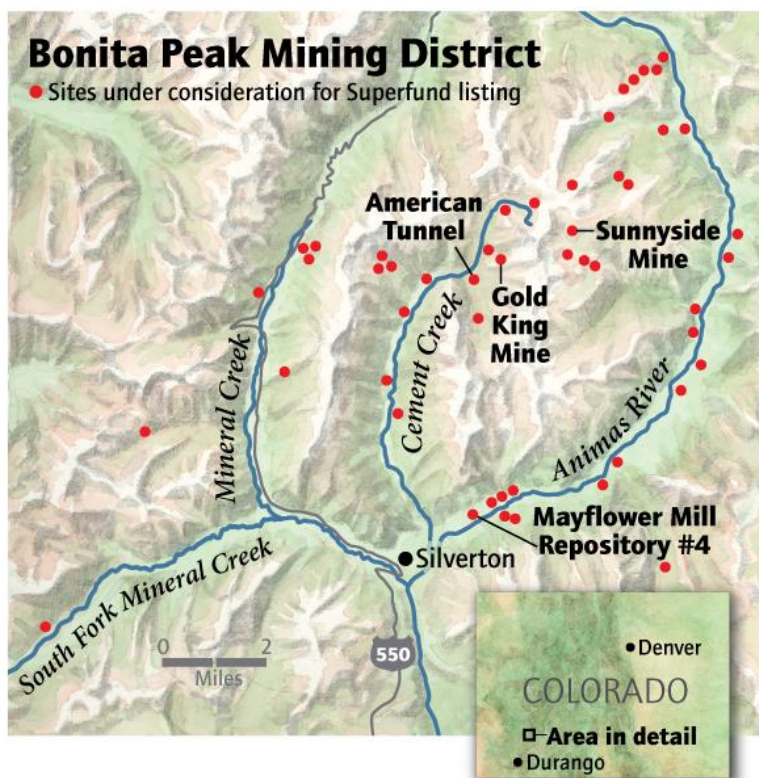 Bonita Peak Mining District
Sites under consideration for Superfund listing
American
Tunnel
Sunnyside
Mine
Gold
King
Mine
Mineral Creek
Cement Creek
Animas River
Mayflower Mill
Repository #4
Silverton
South Fork Mineral Creek
0 2
Miles
550
Denver
COLORADO
Area in detail
Durango